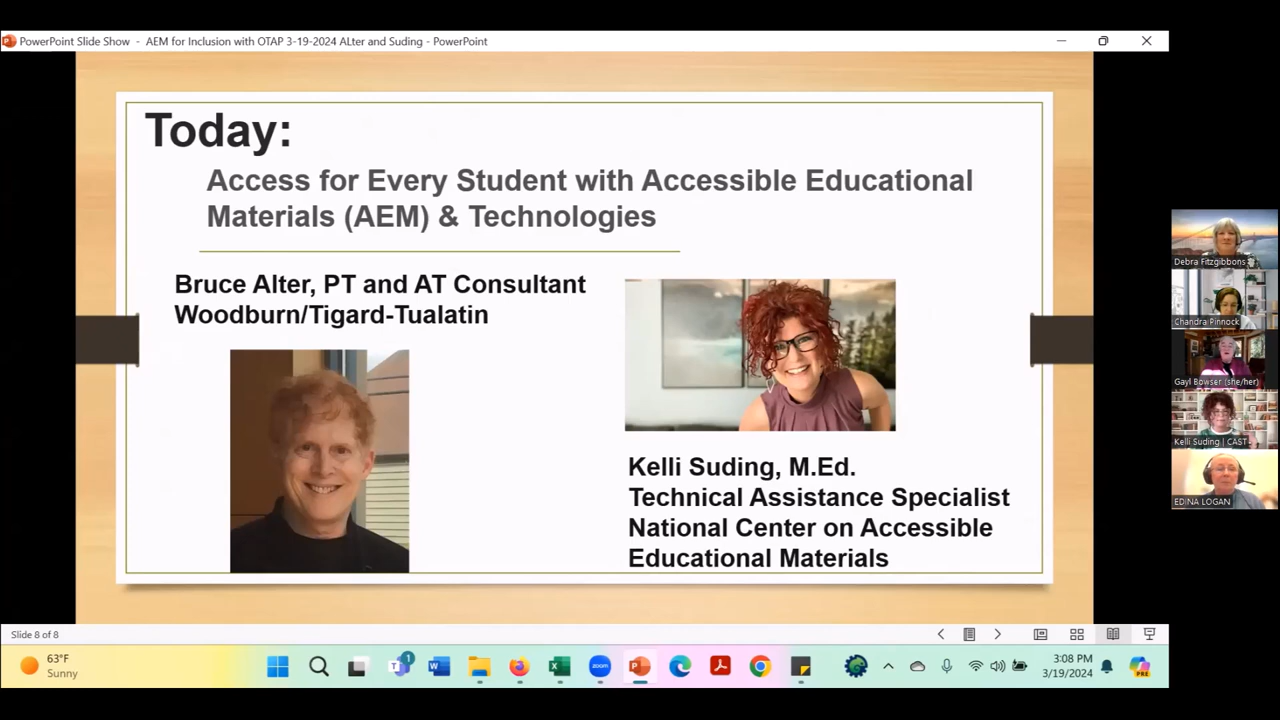 PowerPoint Slide Show - AEM for Inclusion with OTAP 3-19-2024 ALter and Suding - PowerPoint
Today:
Access for Every Student with Accessible Educational
Materials (AEM) & Technologies
Bruce Alter, PT and AT Consultant
Woodburn/Tigard-Tualatin
Kelli Suding, M.Ed.
Technical Assistance Specialist
National Center on Accessible
Educational Materials
Debra Fitzgibbons
Chandra Pinnock
Gayl Bowser (she/her)
Kelli Suding | CAST
EDINA LOGAN
Slide 8 of 8
63°F
Sunny
1
zoom
3:08 PM
3/19/2024
PRE